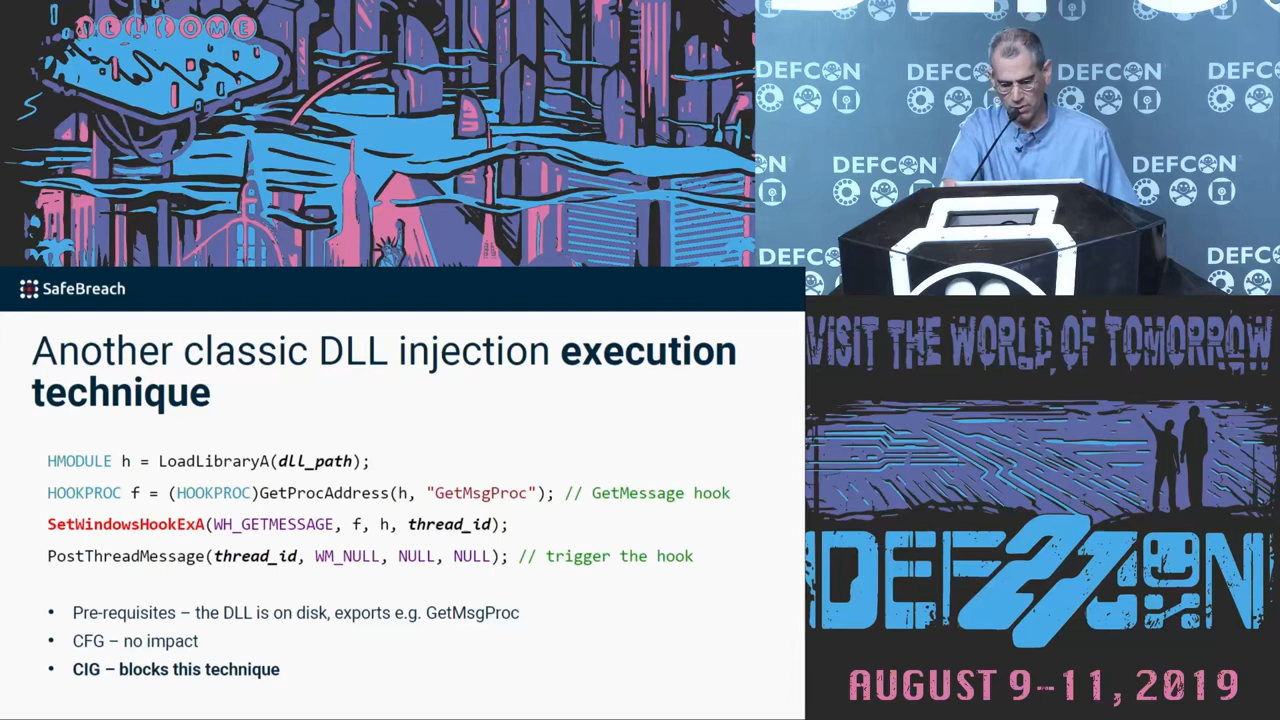 WELCOME
DEFCON DEFCON DEFCON
DEFCON DEFCON
DEFCON
SafeBreach
Another classic DLL injection execution
technique
HMODULE h = LoadLibraryA(dll_path);
HOOKPROC f = (HOOKPROC)GetProcAddress(h, "GetMsgProc"); // GetMessage hook
SetWindowsHookExA(WH_GETMESSAGE, f, h, thread_id);
PostThreadMessage(thread_id, WM_NULL, NULL, NULL); // trigger the hook
• Pre-requisites – the DLL is on disk, exports e.g. GetMsgProc
• CFG – no impact
• CIG – blocks this technique
VISIT THE WORLD OF TOMORROW
DEF27CON
AUGUST 9-11, 2019